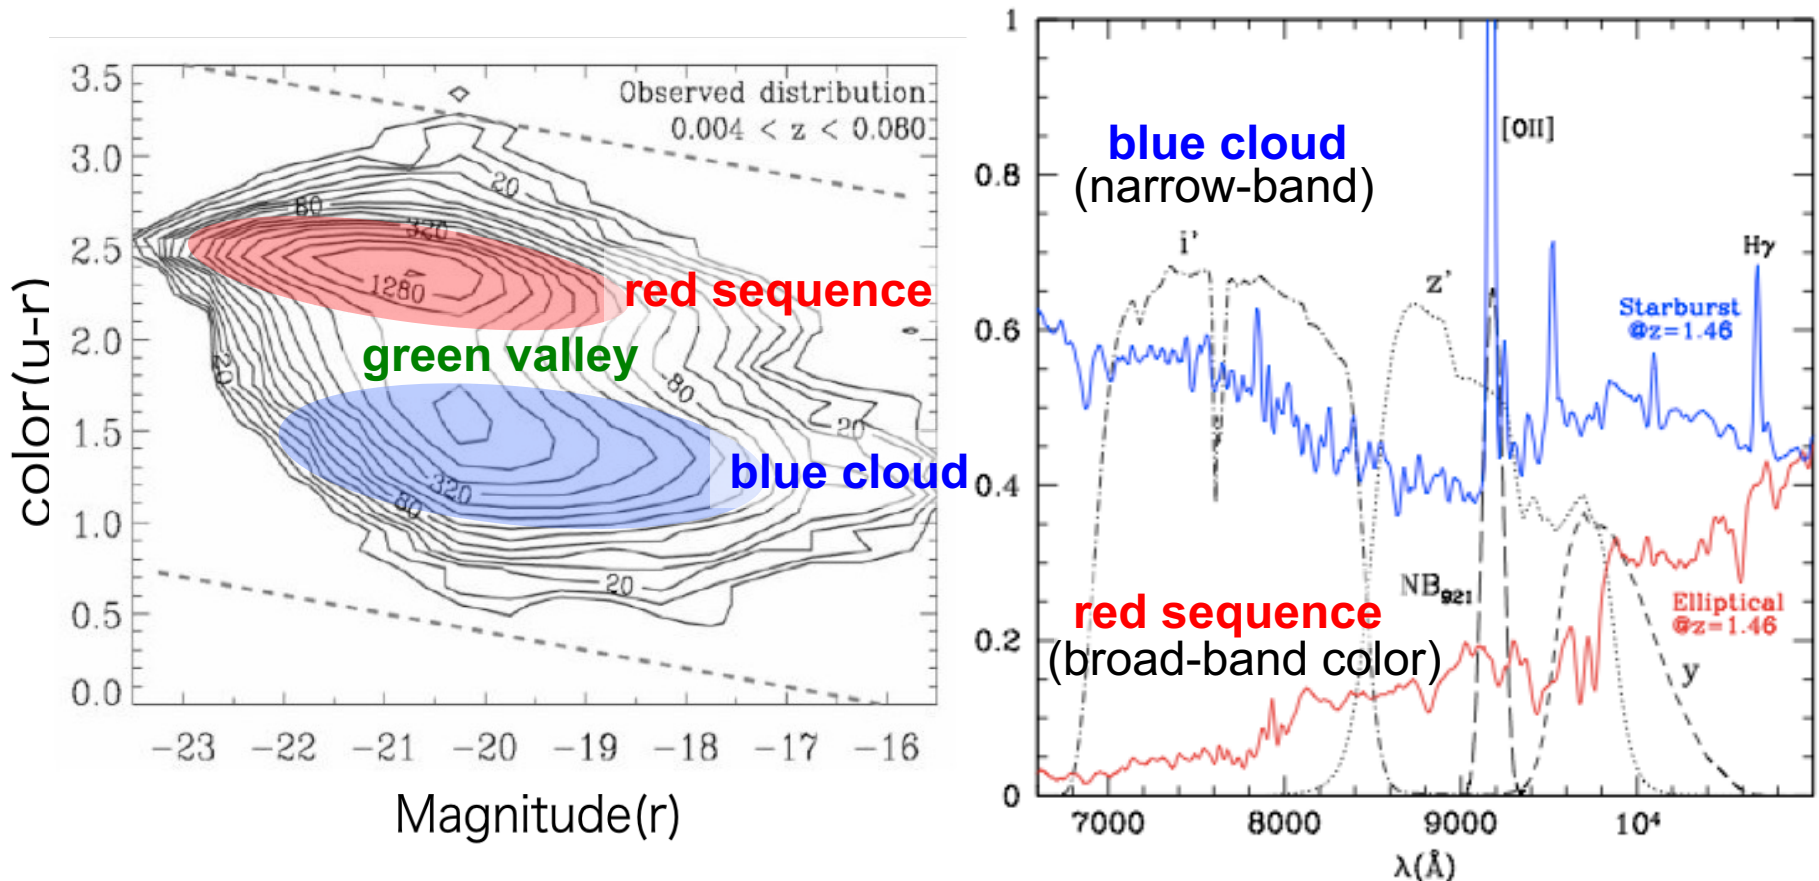 3.5
3.0
2.5
2.0
1.5
1.0
0.5
0.0
color(u-r)
Observed distribution
0.004 < z < 0.080
20
80
320
1280
red sequence
green valley
20
80
20
blue cloud
320
80
20
-23 -22 -21 -20 -19 -18 -17 -16
Magnitude(r)
1
0.8
0.6
0.4
0.2
0
blue cloud
(narrow-band)
[OII]
i'
z'
Hγ
Starburst
@z=1.46
NB921
red sequence
(broad-band color)
Elliptical
@z=1.46
y
7000 8000 9000 10⁴
λ(Å)